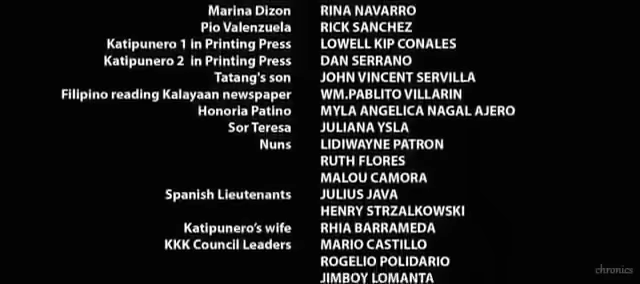 Marina Dizon RINA NAVARRO
Pio Valenzuela RICK SANCHEZ
Katipunero 1 in Printing Press LOWELL KIP CONALES
Katipunero 2 in Printing Press DAN SERRANO
Tatang's son JOHN VINCENT SERVILLA
Filipino reading Kalayaan newspaper WM.PABLITO VILLARIN
Honoria Patino MYLA ANGELICA NAGAL AJERO
Sor Teresa JULIANA YSLA
Nuns LIDIWAYNE PATRON
RUTH FLORES
MALOU CAMORA
Spanish Lieutenants JULIUS JAVA
HENRY STRZALKOWSKI
Katipunero’s wife RHIA BARRAMEDA
KKK Council Leaders MARIO CASTILLO
ROGELIO POLIDARIO
chronics
JIMBOY LOMANTA